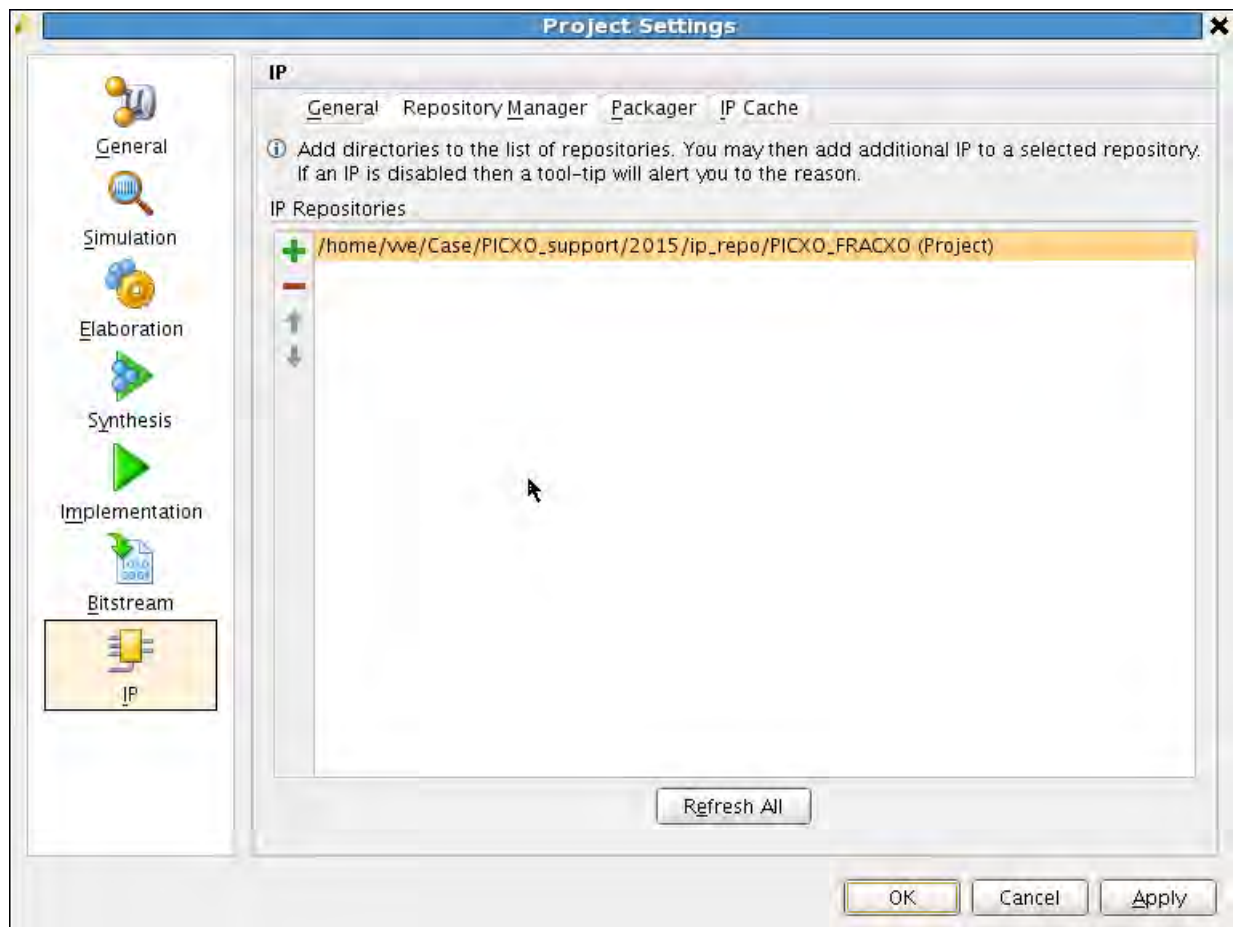 Project Settings
General
Simulation
Elaboration
Synthesis
Implementation
Bitstream
IP
IP
General Repository Manager Packager IP Cache
Add directories to the list of repositories. You may then add additional IP to a selected repository.
If an IP is disabled then a tool-tip will alert you to the reason.
IP Repositories
/home/vve/Case/PICXO_support/2015/ip_repo/PICXO_FRACXO (Project)
Refresh All
OK Cancel Apply